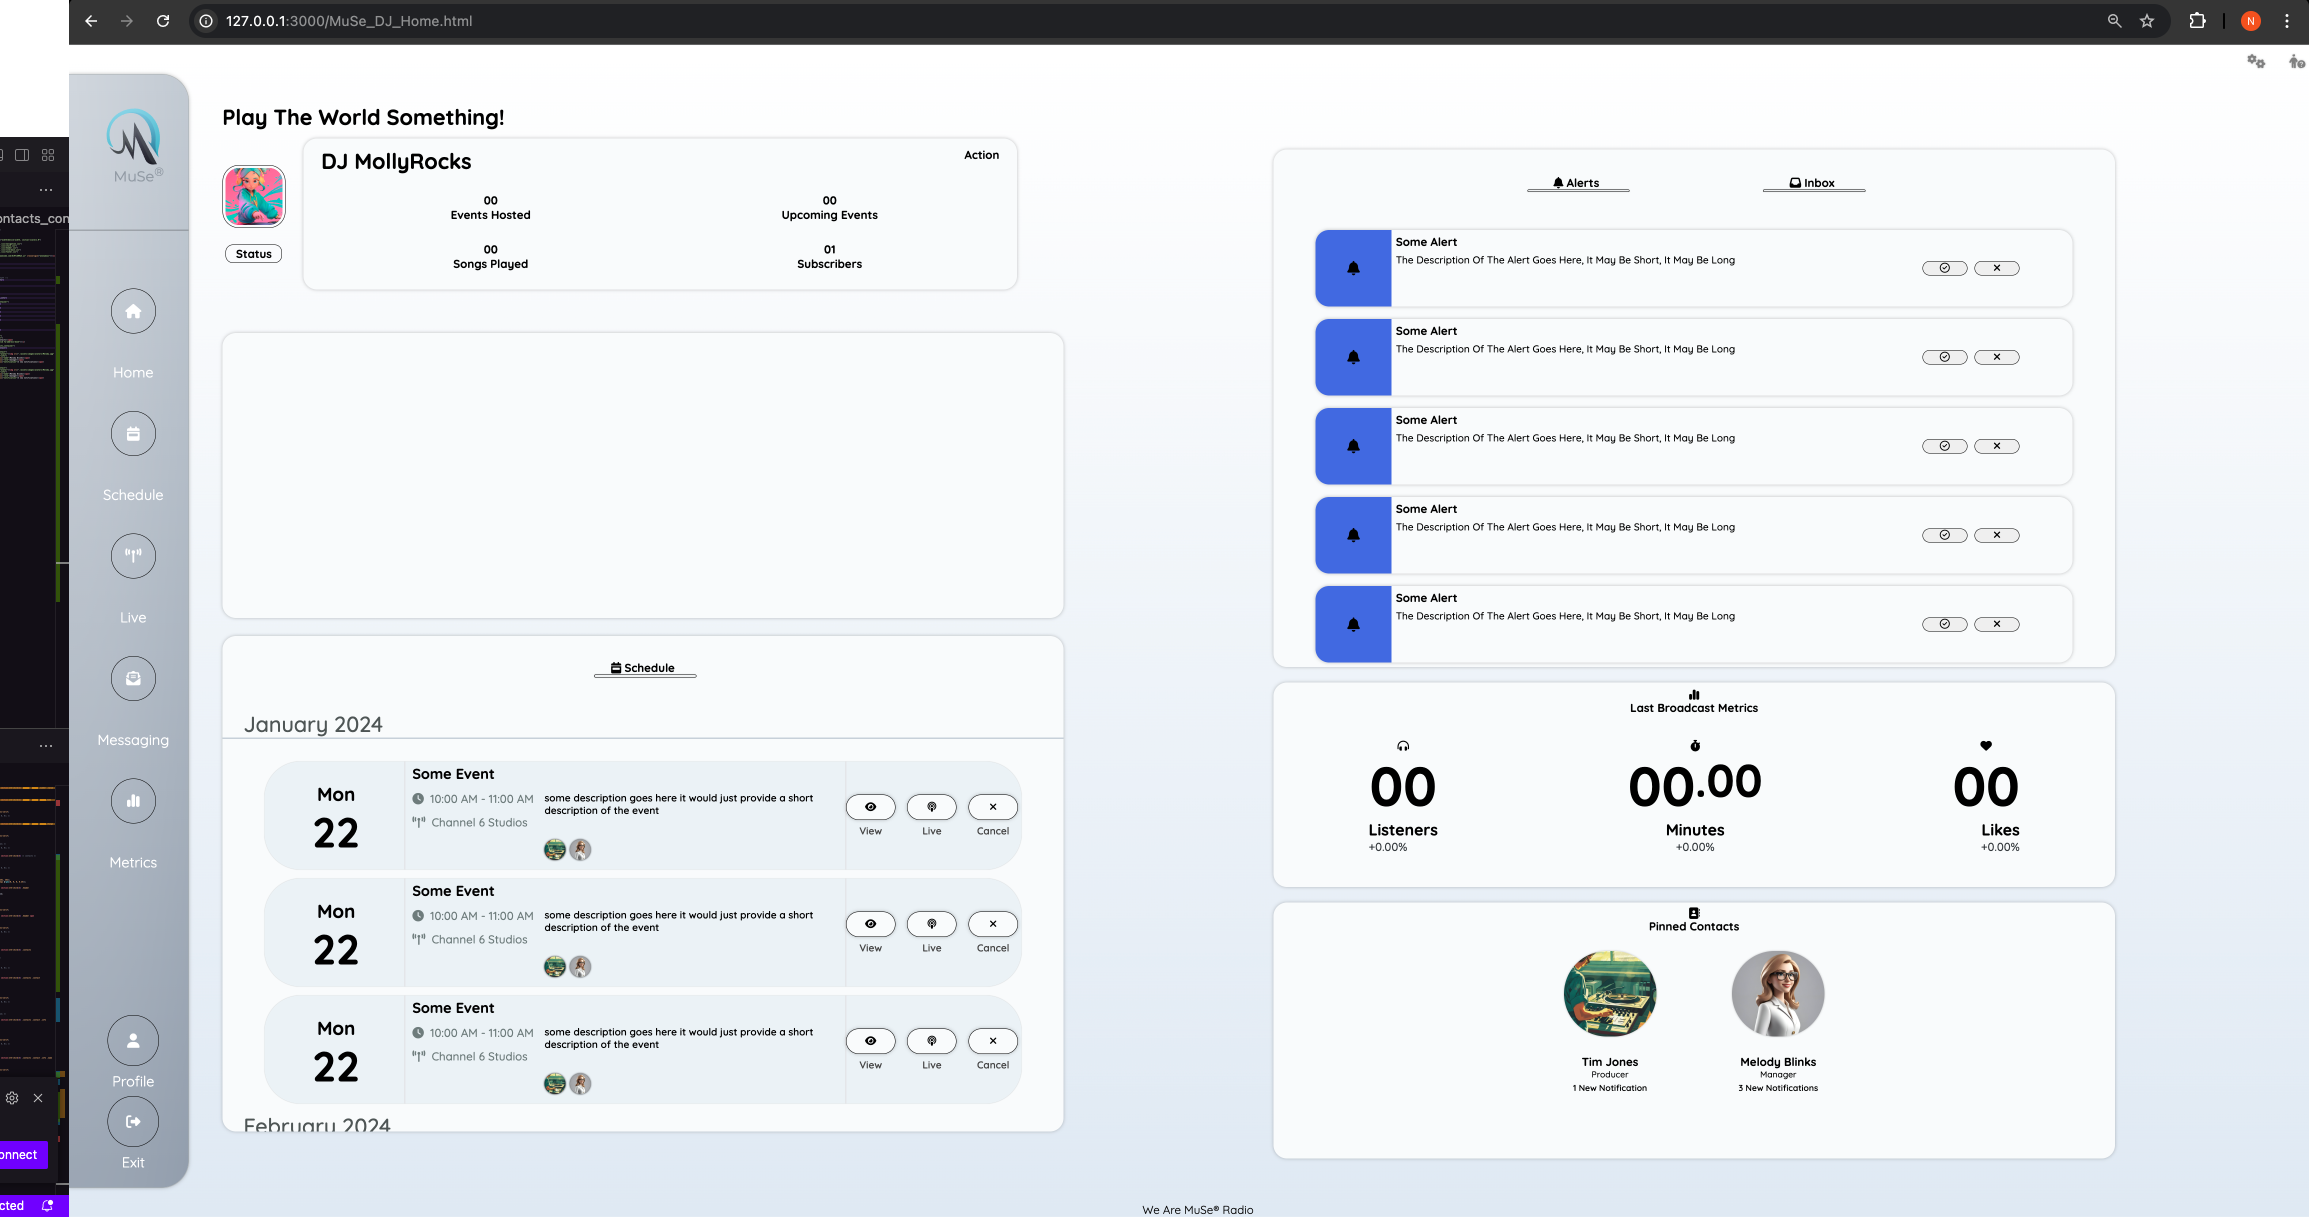 127.0.0.1:3000/MuSe_DJ_Home.html
N
ontacts_con
onnect
cted
MuSe®
Home
Schedule
Live
Messaging
Metrics
Profile
Exit
Play The World Something!
DJ MollyRocks
Action
Status
00
Events Hosted
00
Upcoming Events
00
Songs Played
01
Subscribers
Schedule
January 2024
Mon
22
Some Event
10:00 AM - 11:00 AM
Channel 6 Studios
some description goes here it would just provide a short
description of the event
View
Live
Cancel
Mon
22
Some Event
10:00 AM - 11:00 AM
Channel 6 Studios
some description goes here it would just provide a short
description of the event
View
Live
Cancel
Mon
22
Some Event
10:00 AM - 11:00 AM
Channel 6 Studios
some description goes here it would just provide a short
description of the event
View
Live
Cancel
February 2024
Alerts
Inbox
Some Alert
The Description Of The Alert Goes Here, It May Be Short, It May Be Long
Some Alert
The Description Of The Alert Goes Here, It May Be Short, It May Be Long
Some Alert
The Description Of The Alert Goes Here, It May Be Short, It May Be Long
Some Alert
The Description Of The Alert Goes Here, It May Be Short, It May Be Long
Some Alert
The Description Of The Alert Goes Here, It May Be Short, It May Be Long
Last Broadcast Metrics
00
Listeners
+0.00%
00.00
Minutes
+0.00%
00
Likes
+0.00%
Pinned Contacts
Tim Jones
Producer
1 New Notification
Melody Blinks
Manager
3 New Notifications
We Are MuSe® Radio